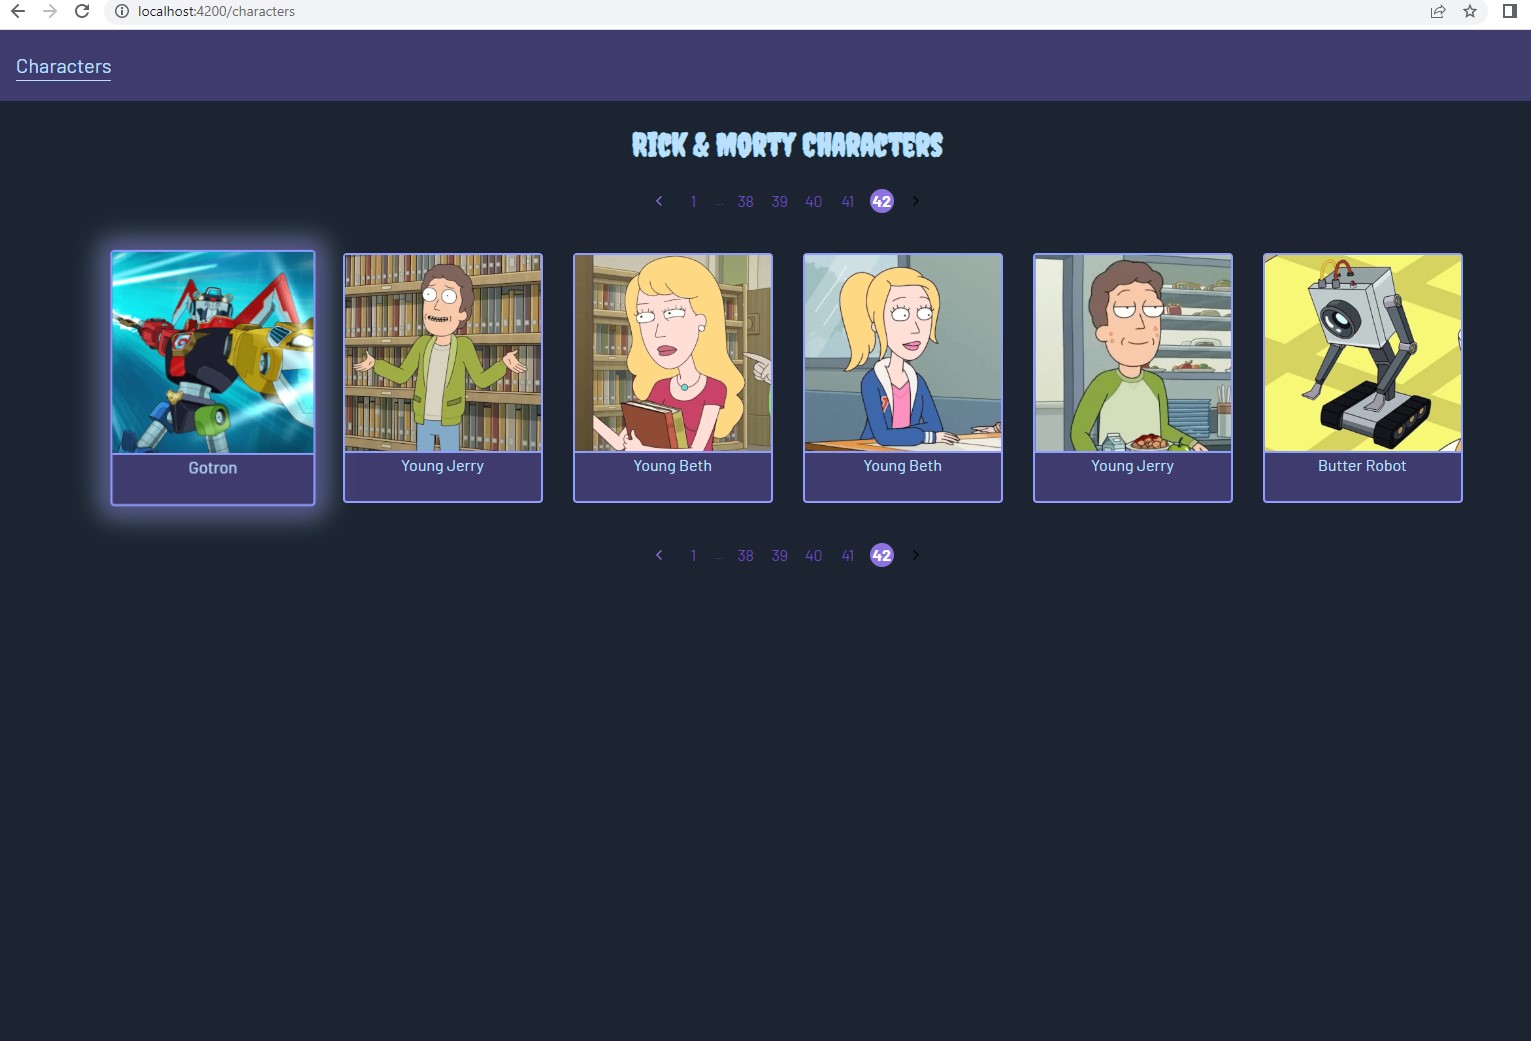 localhost:4200/characters
Characters
RICK & MORTY CHARACTERS
1 ... 38 39 40 41 42
Gotron
Young Jerry
Young Beth
Young Beth
Young Jerry
Butter Robot
1 ... 38 39 40 41 42